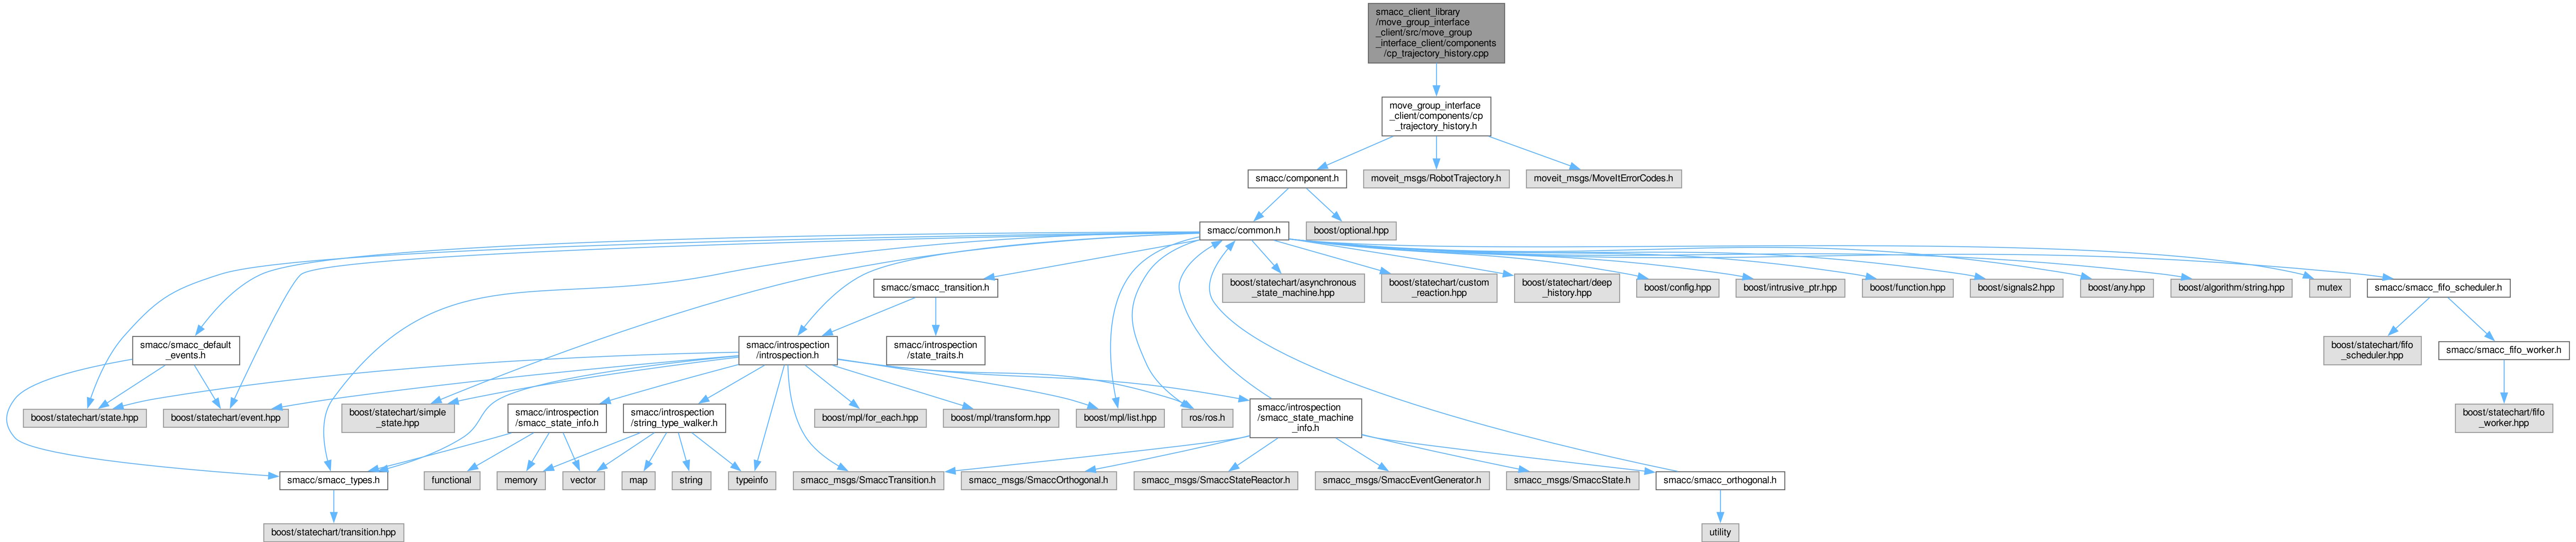 smacc_client_library
/move_group_interface
_client/src/move_group
_interface_client/components
/cp_trajectory_history.cpp
move_group_interface
_client/components/cp
_trajectory_history.h
smacc/component.h
moveit_msgs/RobotTrajectory.h
moveit_msgs/MoveItErrorCodes.h
smacc/common.h
boost/optional.hpp
smacc/smacc_transition.h
boost/statechart/asynchronous
_state_machine.hpp
boost/statechart/custom
_reaction.hpp
boost/statechart/deep
_history.hpp
boost/config.hpp
boost/intrusive_ptr.hpp
boost/function.hpp
boost/signals2.hpp
boost/any.hpp
boost/algorithm/string.hpp
mutex
smacc/smacc_fifo_scheduler.h
smacc/smacc_default
_events.h
smacc/introspection
/introspection.h
smacc/introspection
/state_traits.h
boost/statechart/fifo
_scheduler.hpp
smacc/smacc_fifo_worker.h
boost/statechart/state.hpp
boost/statechart/event.hpp
boost/statechart/simple
_state.hpp
smacc/introspection
/smacc_state_info.h
smacc/introspection
/string_type_walker.h
boost/mpl/for_each.hpp
boost/mpl/transform.hpp
boost/mpl/list.hpp
ros/ros.h
smacc/introspection
/smacc_state_machine
_info.h
boost/statechart/fifo
_worker.hpp
smacc/smacc_types.h
functional
memory
vector
map
string
typeinfo
smacc_msgs/SmaccTransition.h
smacc_msgs/SmaccOrthogonal.h
smacc_msgs/SmaccStateReactor.h
smacc_msgs/SmaccEventGenerator.h
smacc_msgs/SmaccState.h
smacc/smacc_orthogonal.h
boost/statechart/transition.hpp
utility